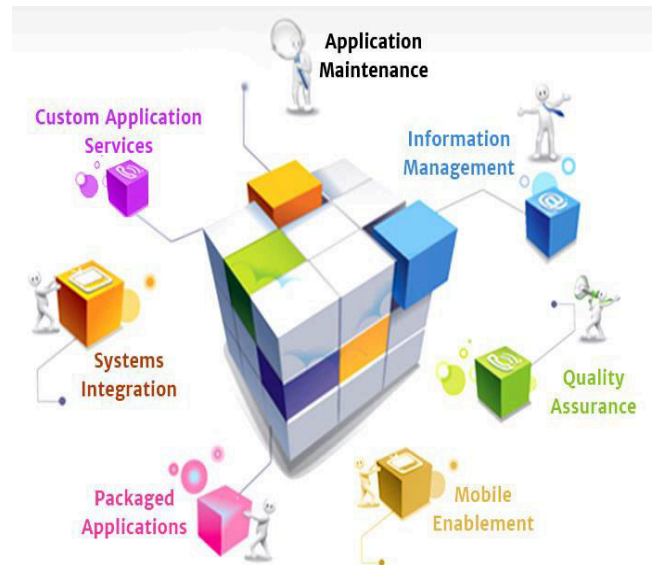 Application
Maintenance
Custom Application
Services
Information
Management
@
Systems
Integration
Quality
Assurance
Packaged
Applications
Mobile
Enablement